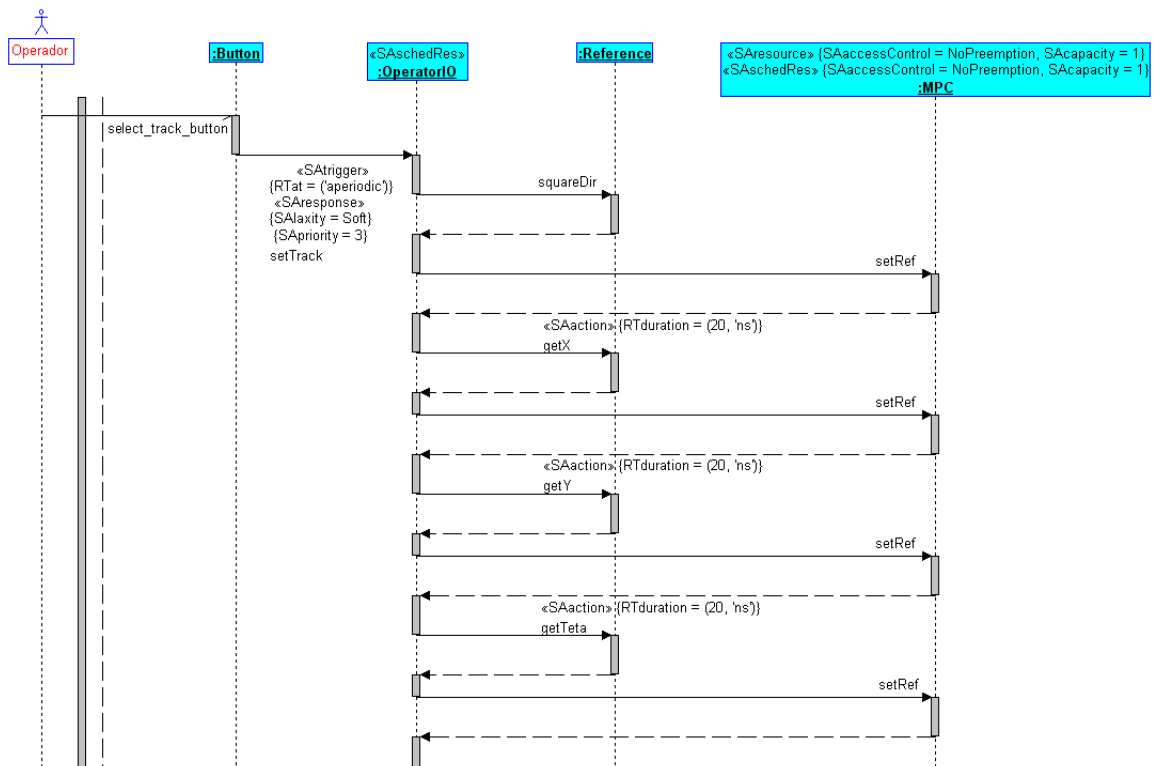 Operador
:Button
«SAschedRes»
:OperatorIO
:Reference
«SAresource» {SAaccessControl = NoPreemption, SAcapacity = 1}
«SAschedRes» {SAaccessControl = NoPreemption, SAcapacity = 1}
:MPC
select_track_button
«SAtrigger»
{RTat = ('aperiodic')}
«SAresponse»
{SAlaxity = Soft}
{SApriority = 3}
setTrack
squareDir
setRef
«SAaction» {RTduration = (20, 'ns')}
getX
setRef
«SAaction» {RTduration = (20, 'ns')}
getY
setRef
«SAaction» {RTduration = (20, 'ns')}
getTeta
setRef